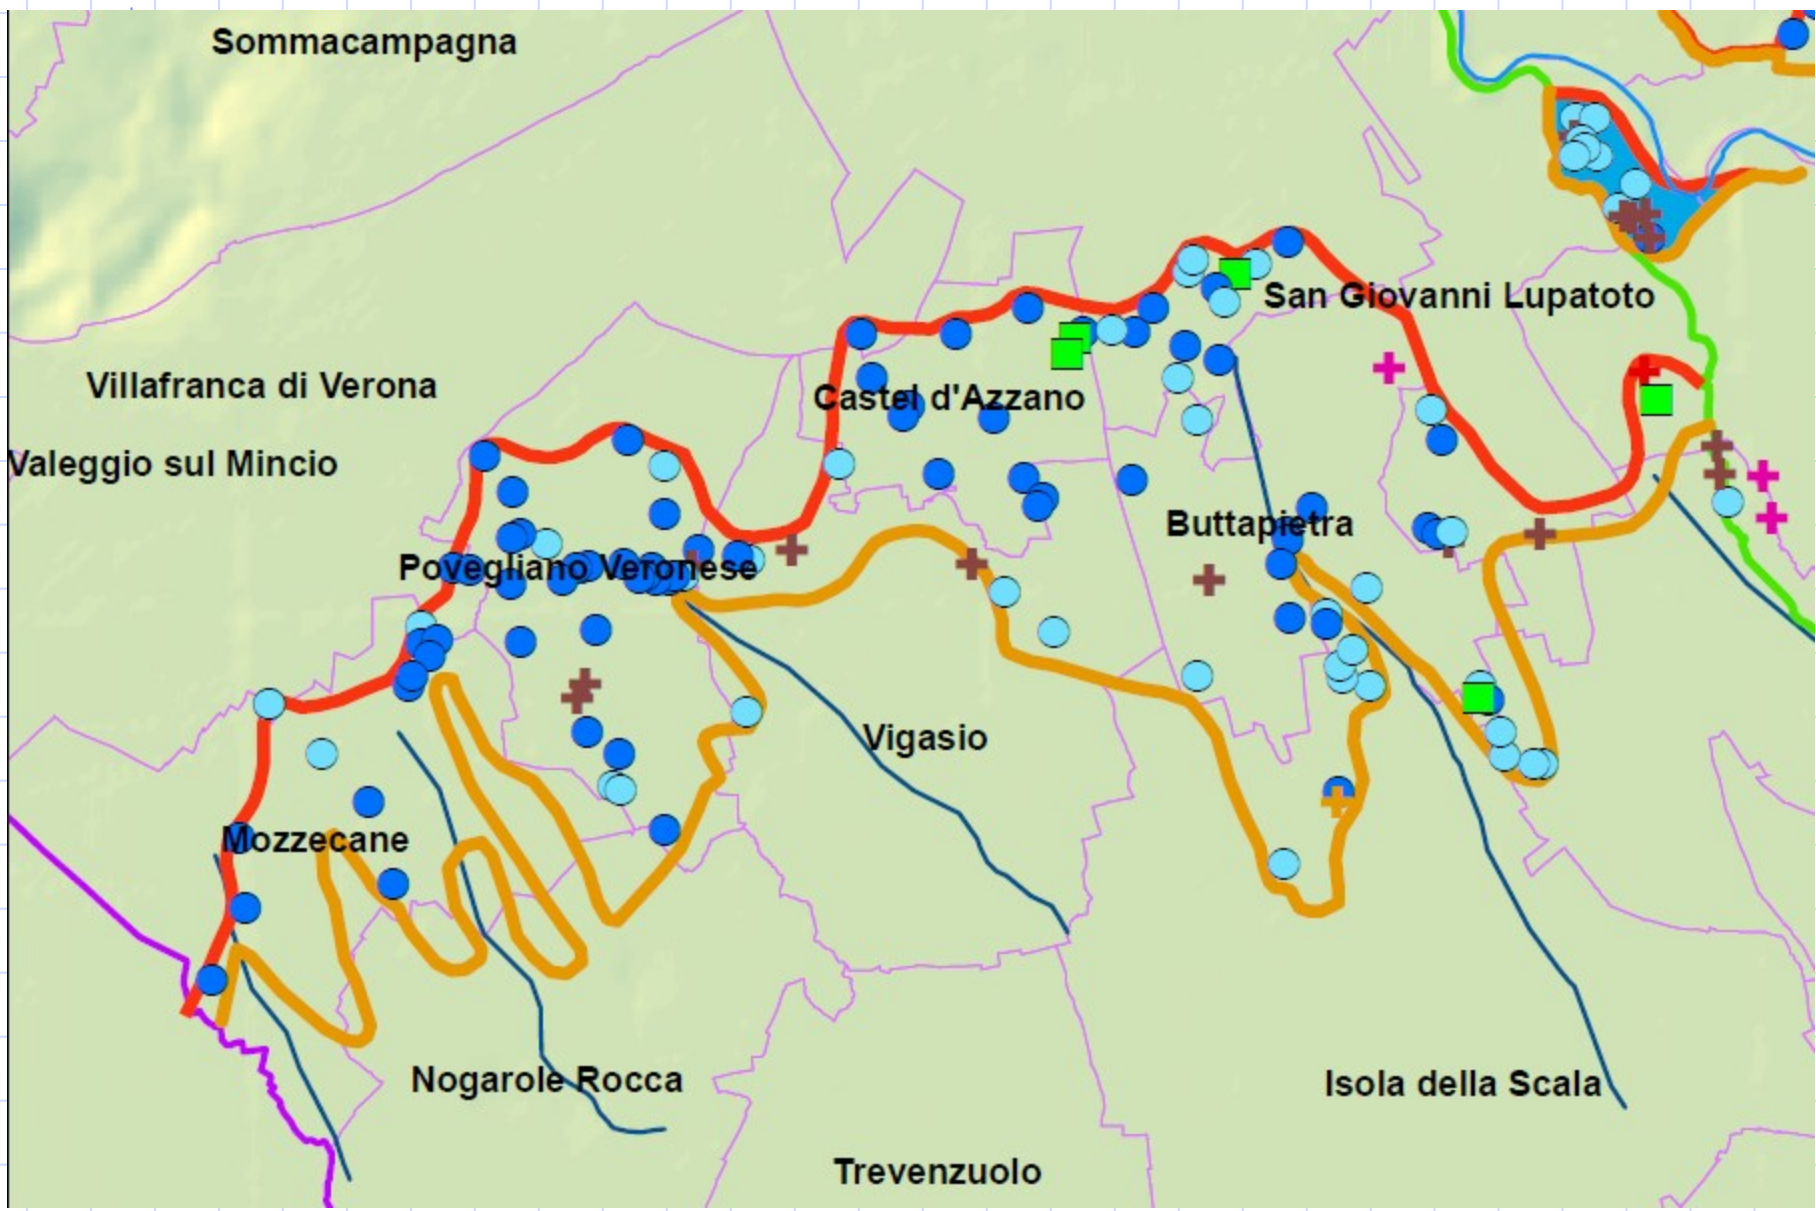 Sommacampagna
San Giovanni Lupatoto
Villafranca di Verona
Castel d'Azzano
Valeggio sul Mincio
Buttapietra
Povegliano Veronese
Vigasio
Mozzecane
Nogarole Rocca
Isola della Scala
Trevenzuolo